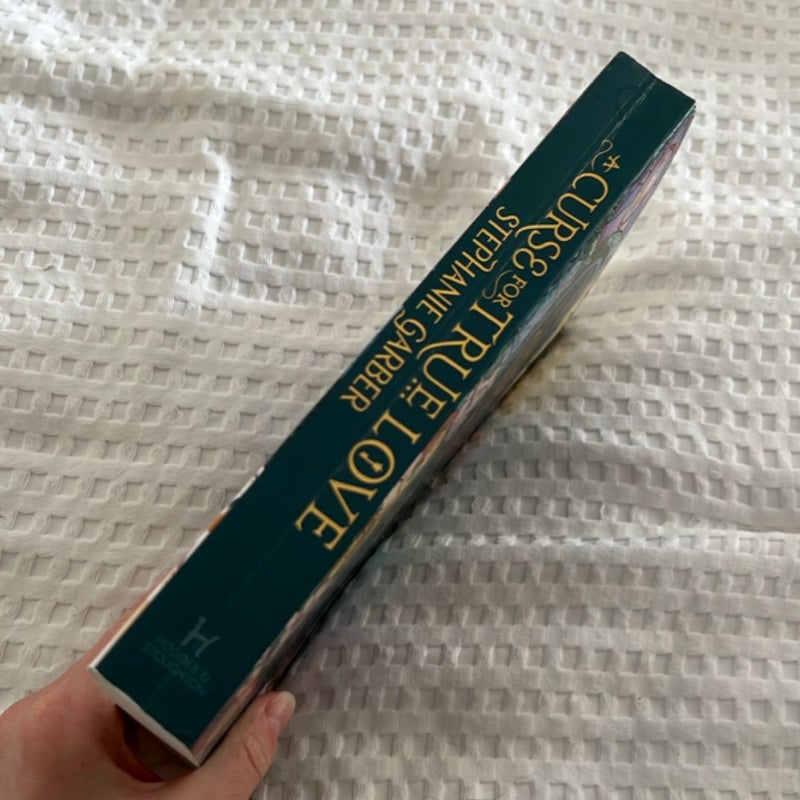 A CURSE FOR TRUE LOVE
STEPHANIE GARBER
H
HODDER &
STOUGHTON